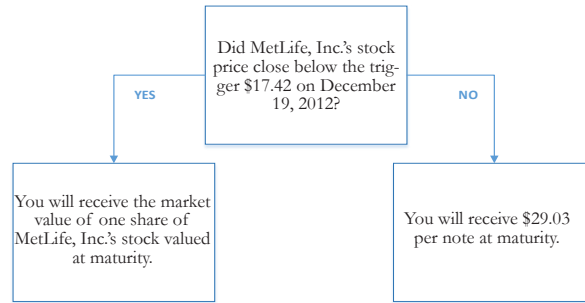 Did MetLife, Inc.'s stock
price close below the trig-
ger $17.42 on December
19, 2012?
YES
NO
You will receive the market
value of one share of
MetLife, Inc.'s stock valued
at maturity.
You will receive $29.03
per note at maturity.